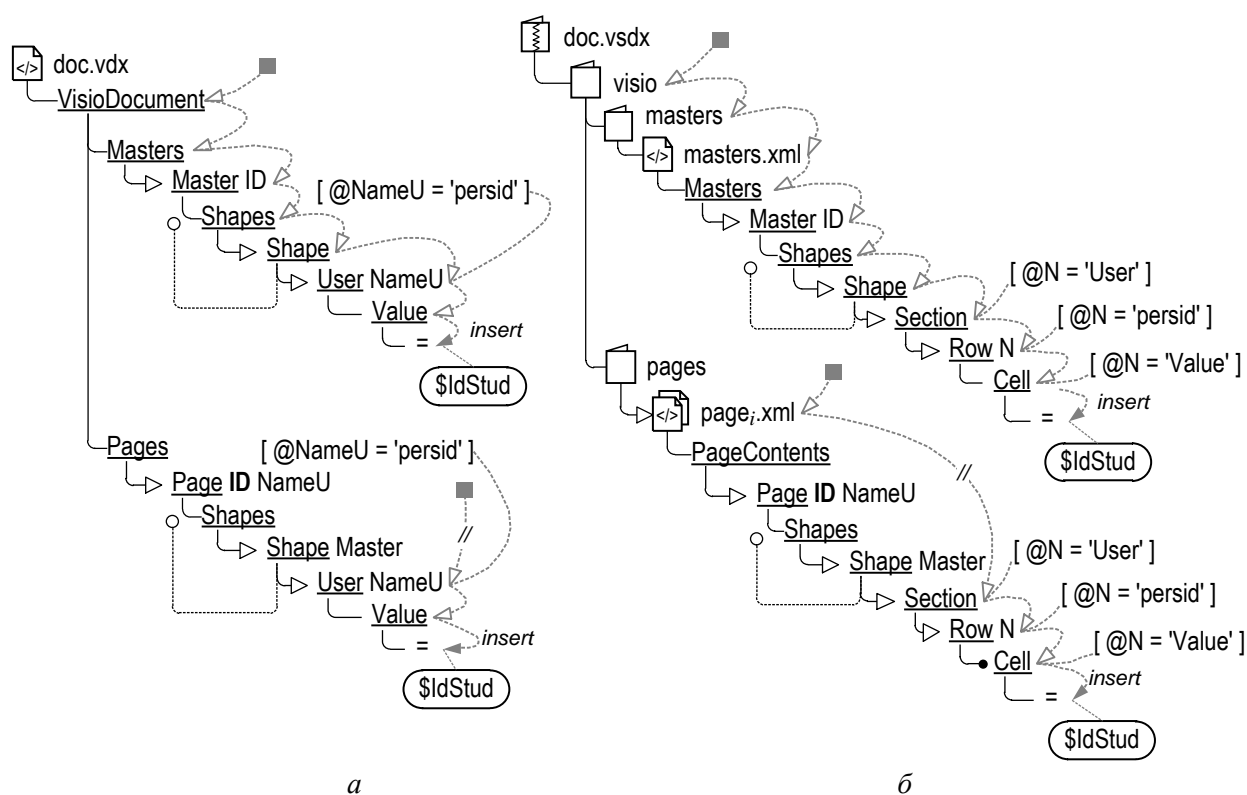 doc.vdx
VisioDocument
Masters
Master ID
[ @NameU = 'persid' ]
Shapes
Shape
User NameU
Value
insert
=
$IdStud
Pages
[ @NameU = 'persid' ]
Page ID NameU
Shapes
//
Shape Master
User NameU
Value
insert
=
$IdStud
а
doc.vsdx
visio
masters
masters.xml
Masters
Master ID
Shapes
[ @N = 'User' ]
Shape
Section
[ @N = 'persid' ]
Row N
[ @N = 'Value' ]
Cell
insert
=
$IdStud
pages
pageᵢ.xml
PageContents
//
Page ID NameU
Shapes
[ @N = 'User' ]
Shape Master
Section
[ @N = 'persid' ]
Row N
[ @N = 'Value' ]
Cell
insert
=
$IdStud
б